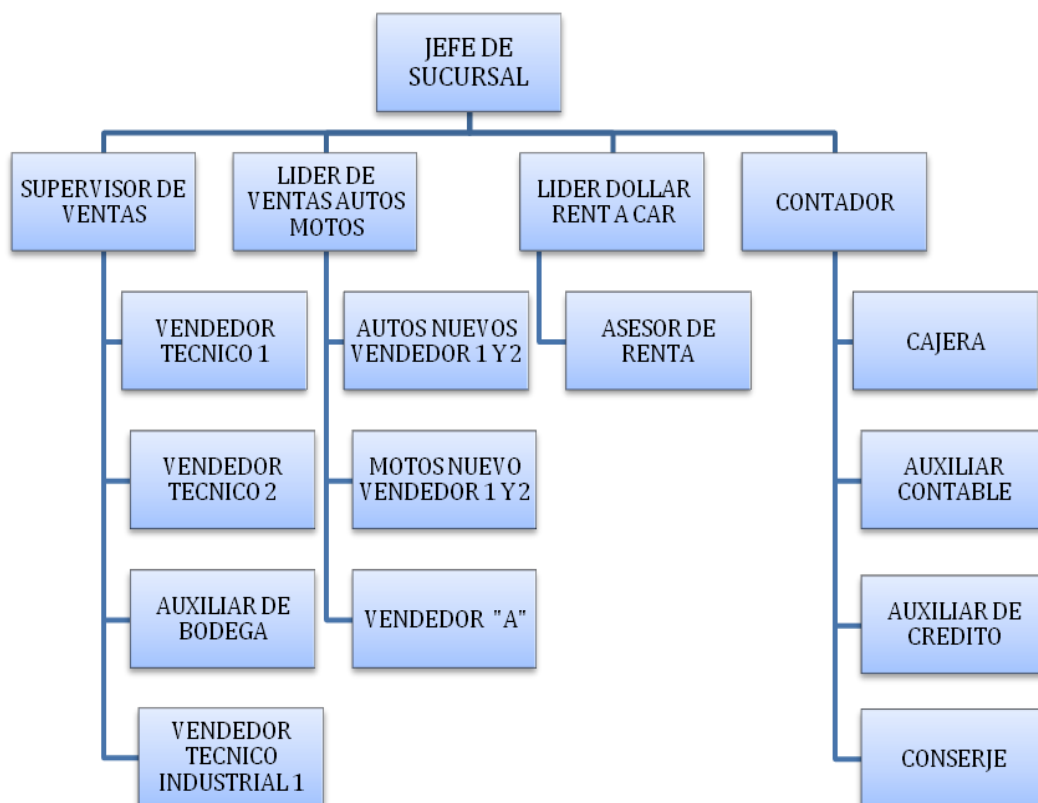 JEFE DE
SUCURSAL
SUPERVISOR DE
VENTAS
LIDER DE
VENTAS AUTOS
MOTOS
LIDER DOLLAR
RENT A CAR
CONTADOR
VENDEDOR
TECNICO 1
VENDEDOR
TECNICO 2
AUXILIAR DE
BODEGA
VENDEDOR
TECNICO
INDUSTRIAL 1
AUTOS NUEVOS
VENDEDOR 1 Y 2
MOTOS NUEVO
VENDEDOR 1 Y 2
VENDEDOR "A"
ASESOR DE
RENTA
CAJERA
AUXILIAR
CONTABLE
AUXILIAR DE
CREDITO
CONSERJE